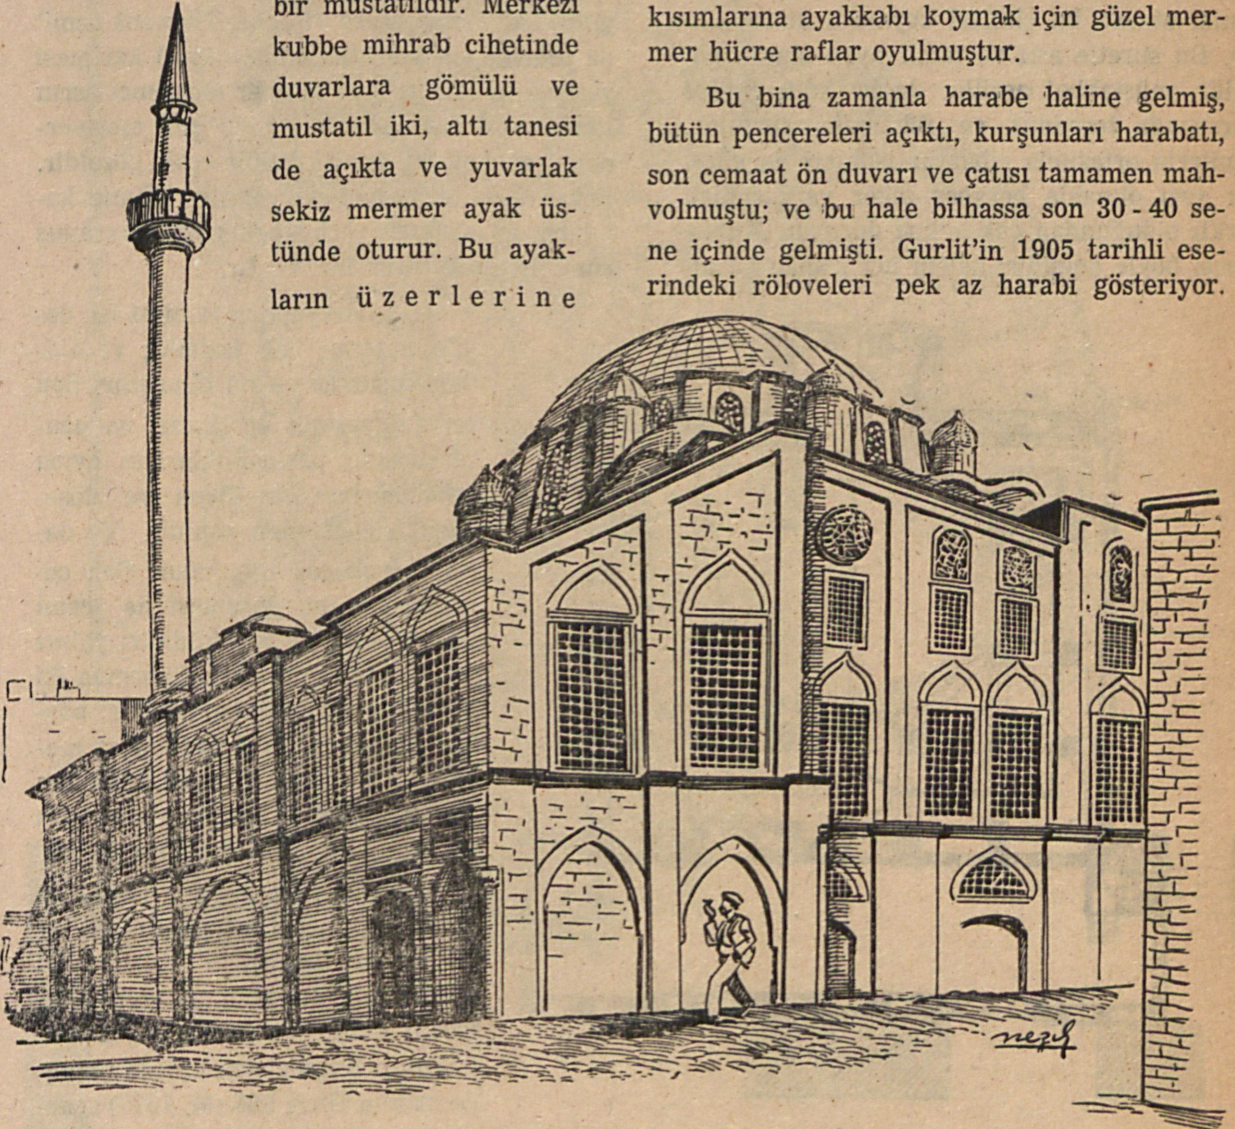 bir mustatildir. Merkezi
kubbe mihrab cihetinde
duvarlara gömülü ve
mustatil iki, altı tanesi
de açıkta ve yuvarlak
sekiz mermer ayak üs-
tünde oturur. Bu ayak-
ların üzerlerine
kısımlarına ayakkabı koymak için güzel mer-
mer hücre raflar oyulmuştur.
Bu bina zamanla harabe haline gelmiş,
bütün pencereleri açıktı, kurşunları harabatı,
son cemaat ön duvarı ve çatısı tamamen mah-
volmuştu; ve bu hale bilhassa son 30 - 40 se-
ne içinde gelmişti. Gurlit'in 1905 tarihli ese-
rindeki röloveleri pek az harabi gösteriyor.
nezih